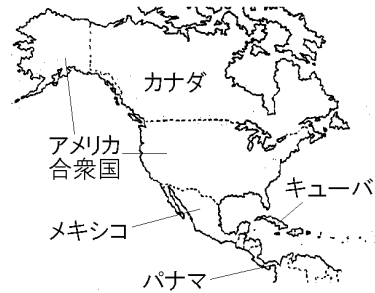 カナダ
アメリカ
合衆国
キューバ
メキシコ
パナマ